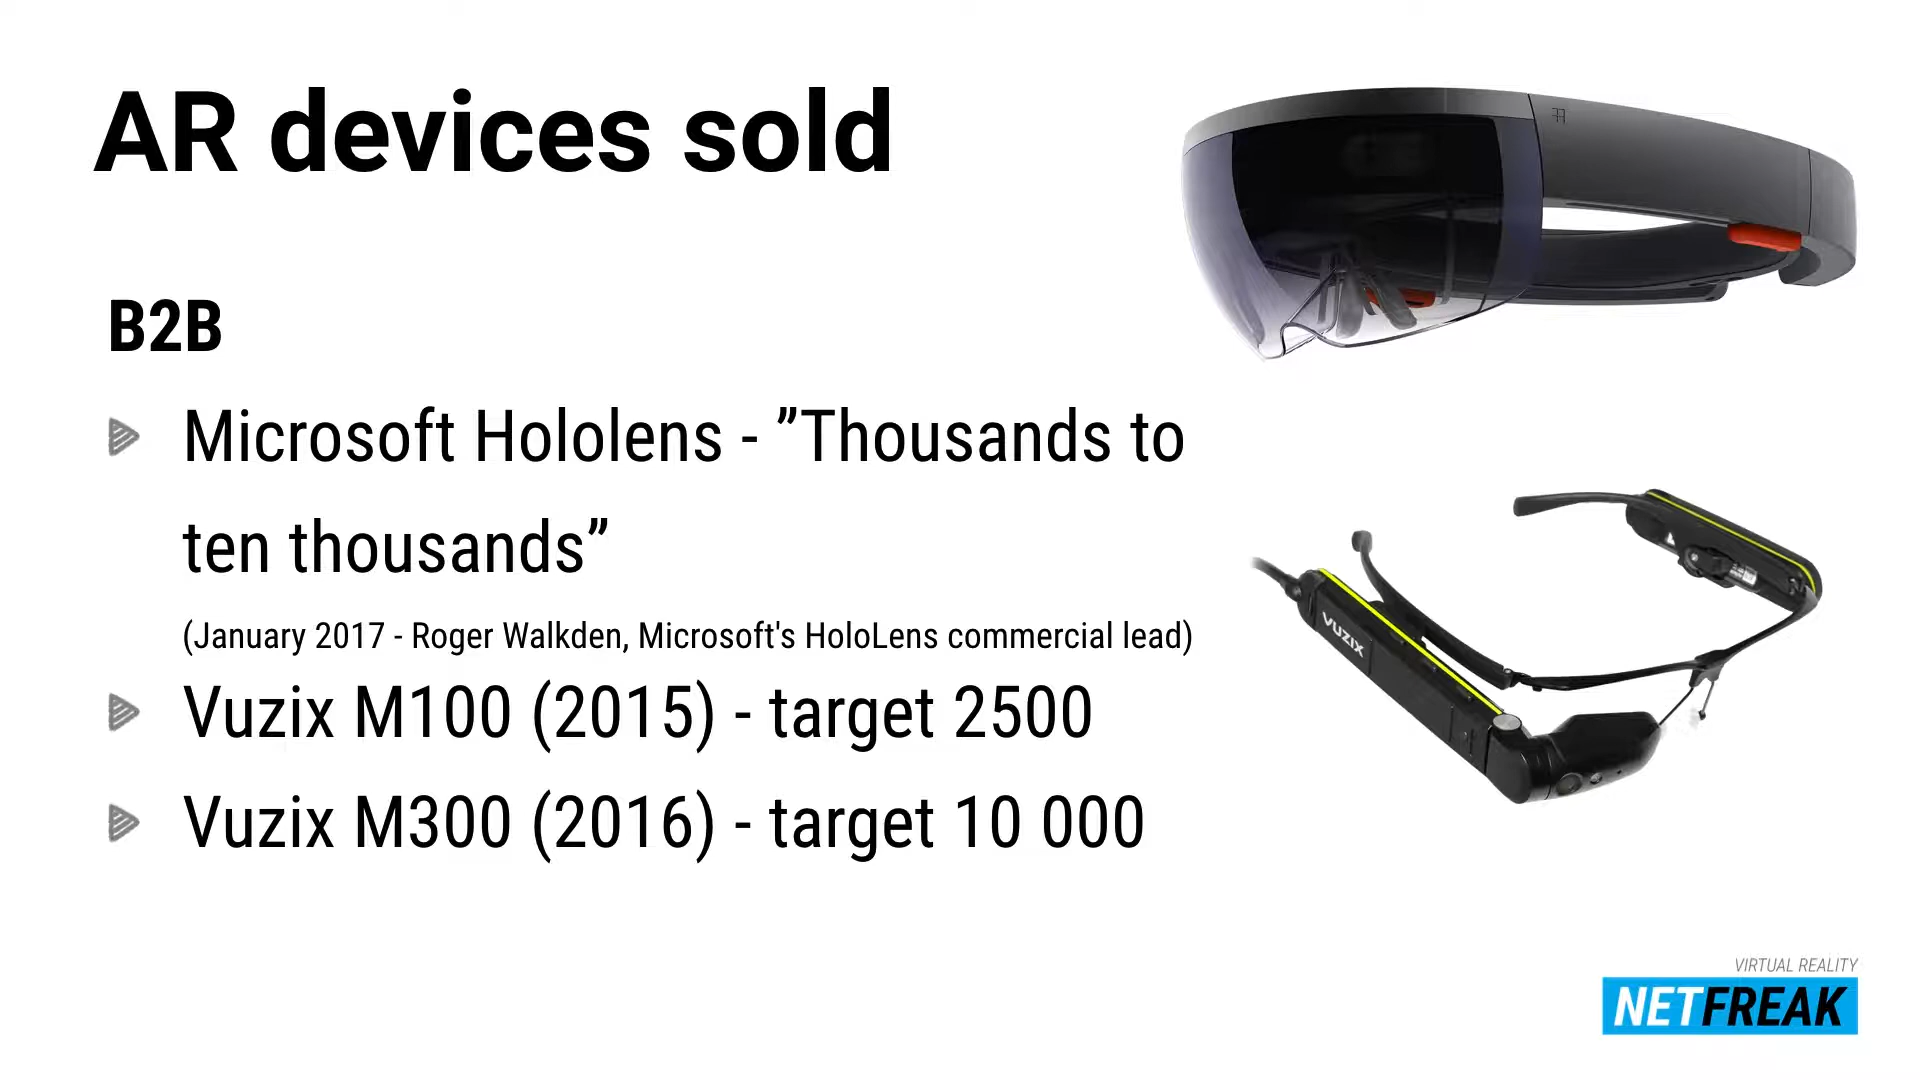 AR devices sold
B2B
Microsoft Hololens - ”Thousands to
ten thousands”
(January 2017 - Roger Walkden, Microsoft's HoloLens commercial lead)
Vuzix M100 (2015) - target 2500
Vuzix M300 (2016) - target 10 000
VUZIX
VIRTUAL REALITY
NETFREAK